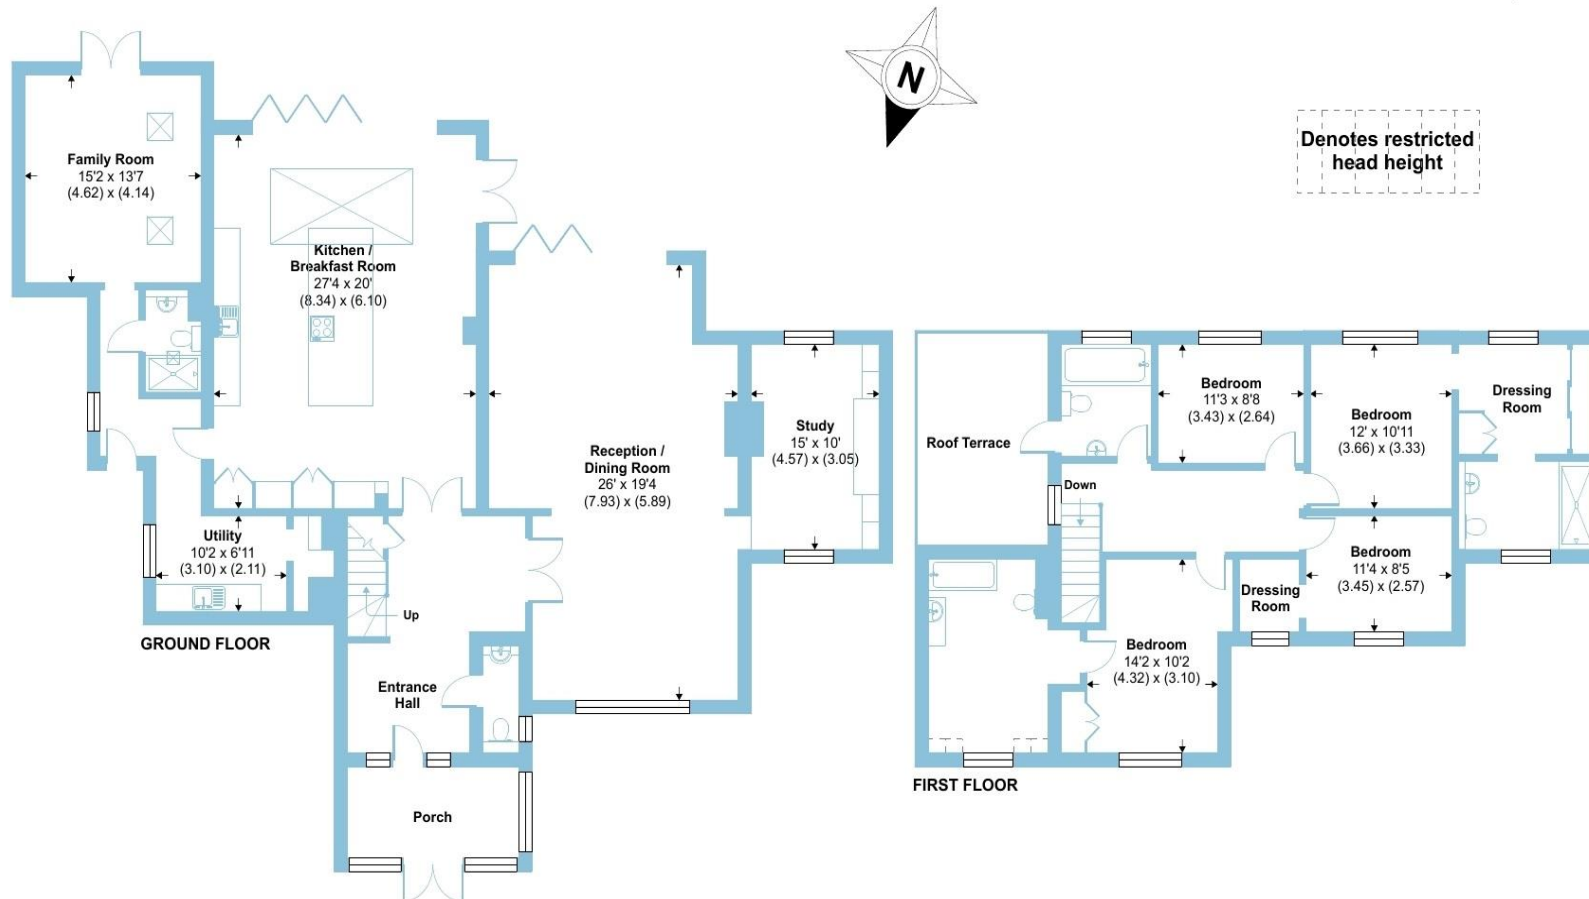 N
Denotes restricted
head height
Family Room
15'2 x 13'7
(4.62) x (4.14)
Kitchen /
Breakfast Room
27'4 x 20'
(8.34) x (6.10)
Reception /
Dining Room
26' x 19'4
(7.93) x (5.89)
Study
15' x 10'
(4.57) x (3.05)
Utility
10'2 x 6'11
(3.10) x (2.11)
Up
Entrance
Hall
Porch
GROUND FLOOR
Roof Terrace
Bedroom
11'3 x 8'8
(3.43) x (2.64)
Bedroom
12' x 10'11
(3.66) x (3.33)
Dressing
Room
Down
Bedroom
11'4 x 8'5
(3.45) x (2.57)
Dressing
Room
Bedroom
14'2 x 10'2
(4.32) x (3.10)
FIRST FLOOR